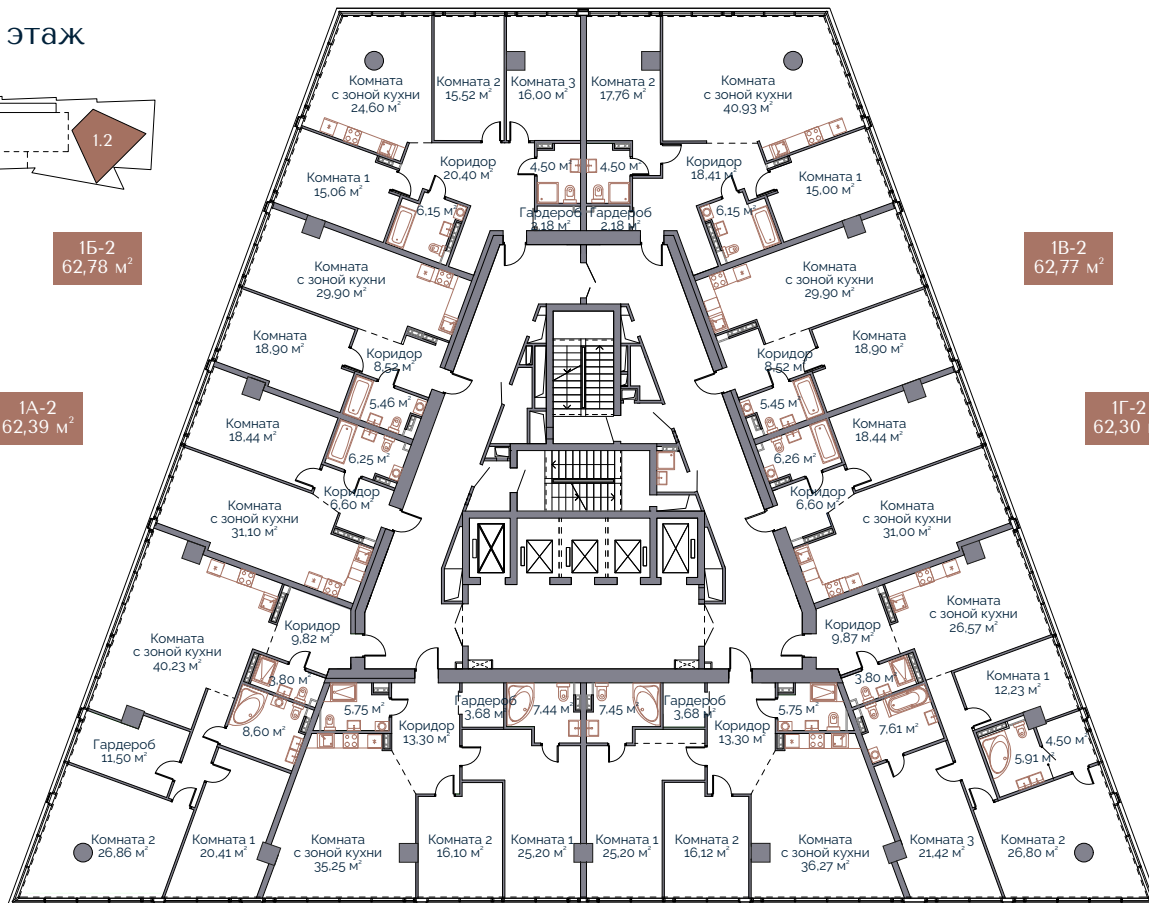 этаж
1.2
Комната
с зоной кухни
24,60 м²
Комната 2
15,52 м²
Комната 3
16,00 м²
Комната 2
17,76 м²
Комната
с зоной кухни
40,93 м²
Коридор
20,40 м²
4,50 м²
4,50 м²
Коридор
18,41 м²
Комната 1
15,06 м²
Комната 1
15,00 м²
6,15 м²
Гардероб
2,18 м²
Гардероб
2,18 м²
6,15 м²
1Б-2
62,78 м²
1В-2
62,77 м²
Комната
с зоной кухни
29,90 м²
Комната
с зоной кухни
29,90 м²
Комната
18,90 м²
Коридор
8,52 м²
Коридор
8,52 м²
Комната
18,90 м²
1А-2
62,39 м²
5,46 м²
5,45 м²
1Г-2
62,30
Комната
18,44 м²
Комната
18,44 м²
6,25 м²
6,26 м²
Коридор
6,60 м²
Коридор
6,60 м²
Комната
с зоной кухни
31,10 м²
Комната
с зоной кухни
31,00 м²
Комната
с зоной кухни
40,23 м²
Коридор
9,82 м²
Коридор
9,87 м²
Комната
с зоной кухни
26,57 м²
3,80 м²
3,80 м²
Комната 1
12,23 м²
8,60 м²
5,75 м²
Гардероб
3,68 м²
7,44 м²
7,45 м²
Гардероб
3,68 м²
5,75 м²
7,61 м²
4,50 м²
5,91 м²
Гардероб
11,50 м²
Коридор
13,30 м²
Коридор
13,30 м²
Комната 2
26,86 м²
Комната 1
20,41 м²
Комната
с зоной кухни
35,25 м²
Комната 2
16,10 м²
Комната 1
25,20 м²
Комната 1
25,20 м²
Комната 2
16,12 м²
Комната
с зоной кухни
36,27 м²
Комната 3
21,42 м²
Комната 2
26,80 м²